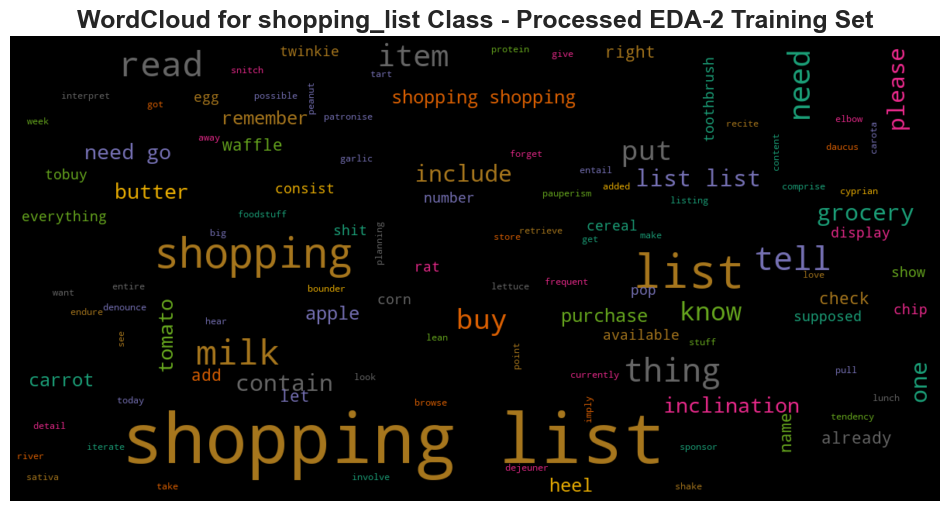 WordCloud for shopping_list Class - Processed EDA-2 Training Set
read
item
twinkie
protein
give
right
snitch
tart
need
please
interpret
got
egg
possible
peanut
shopping shopping
toothbrush
week
remember
patronise
recite
elbow
away
waffle
need go
garlic
forget
put
content
daucus
carota
tobuy
butter
consist
include
number
entail
pauperism
added
list list
listing
comprise
cyprian
everything
foodstuff
shit
big
planning
store
retrieve
cereal
get
make
grocery
display
shopping
rat
frequent
list
tell
love
show
want
entire
bounder
corn
lettuce
pop
check
chip
endure
denounce
hear
apple
buy
purchase
know
supposed
see
tomato
milk
lean
point
available
stuff
carrot
add
contain
look
currently
thing
pull
one
today
let
browse
imply
inclination
lunch
tendency
detail
iterate
shopping list
sponsor
name
already
river
sativa
take
involve
dejeuner
heel
shake